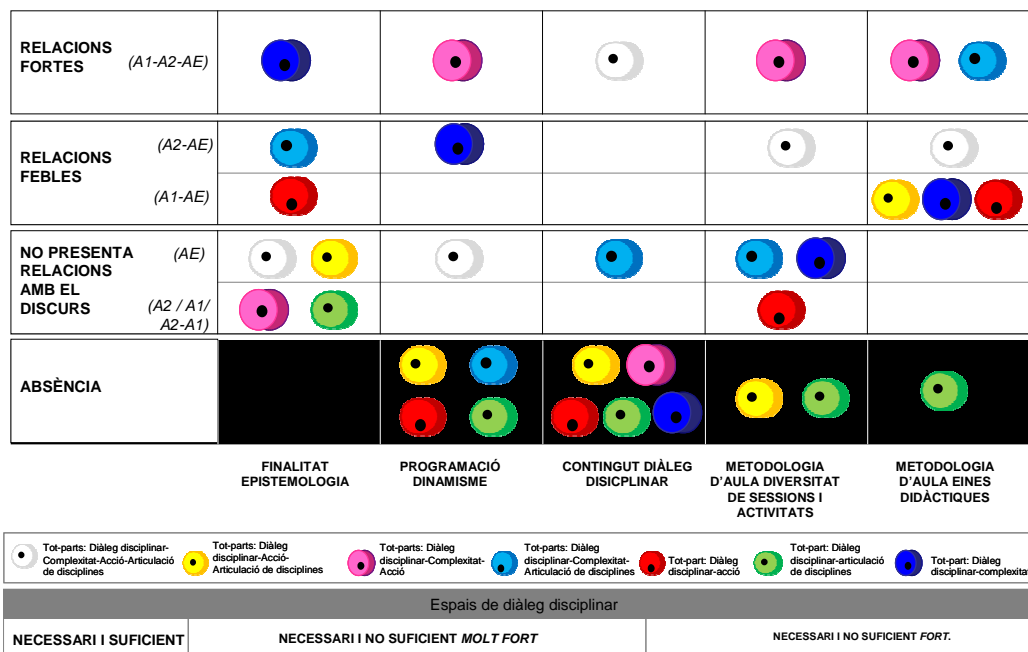 RELACIONS
FORTES
(A1-A2-AE)
RELACIONS
FEBLES
(A2-AE)
(A1-AE)
NO PRESENTA
RELACIONS
AMB EL
DISCURS
(AE)
(A2 / A1/
A2-A1)
ABSÈNCIA
FINALITAT
EPISTEMOLOGIA
PROGRAMACIÓ
DINAMISME
CONTINGUT DIÀLEG
DISICPLINAR
METODOLOGIA
D'AULA DIVERSITAT
DE SESSIONS I
ACTIVITATS
METODOLOGIA
D'AULA EINES
DIDÀCTIQUES
Tot-parts: Diàleg disciplinar-
Complexitat-Acció-Articulació
de disciplines
Tot-parts: Diàleg
disciplinar-Acció-
Articulació de disciplines
Tot-parts: Diàleg
disciplinar-Complexitat-
Acció
Tot-parts: Diàleg
disciplinar-Complexitat-
Articulació de disciplines
Tot-part: Diàleg
disciplinar-acció
Tot-part: Diàleg
disciplinar-articulació
de disciplines
Tot-part: Diàleg
disciplinar-complexitat
Espais de diàleg disciplinar
NECESSARI I SUFICIENT
NECESSARI I NO SUFICIENT MOLT FORT
NECESSARI I NO SUFICIENT FORT.